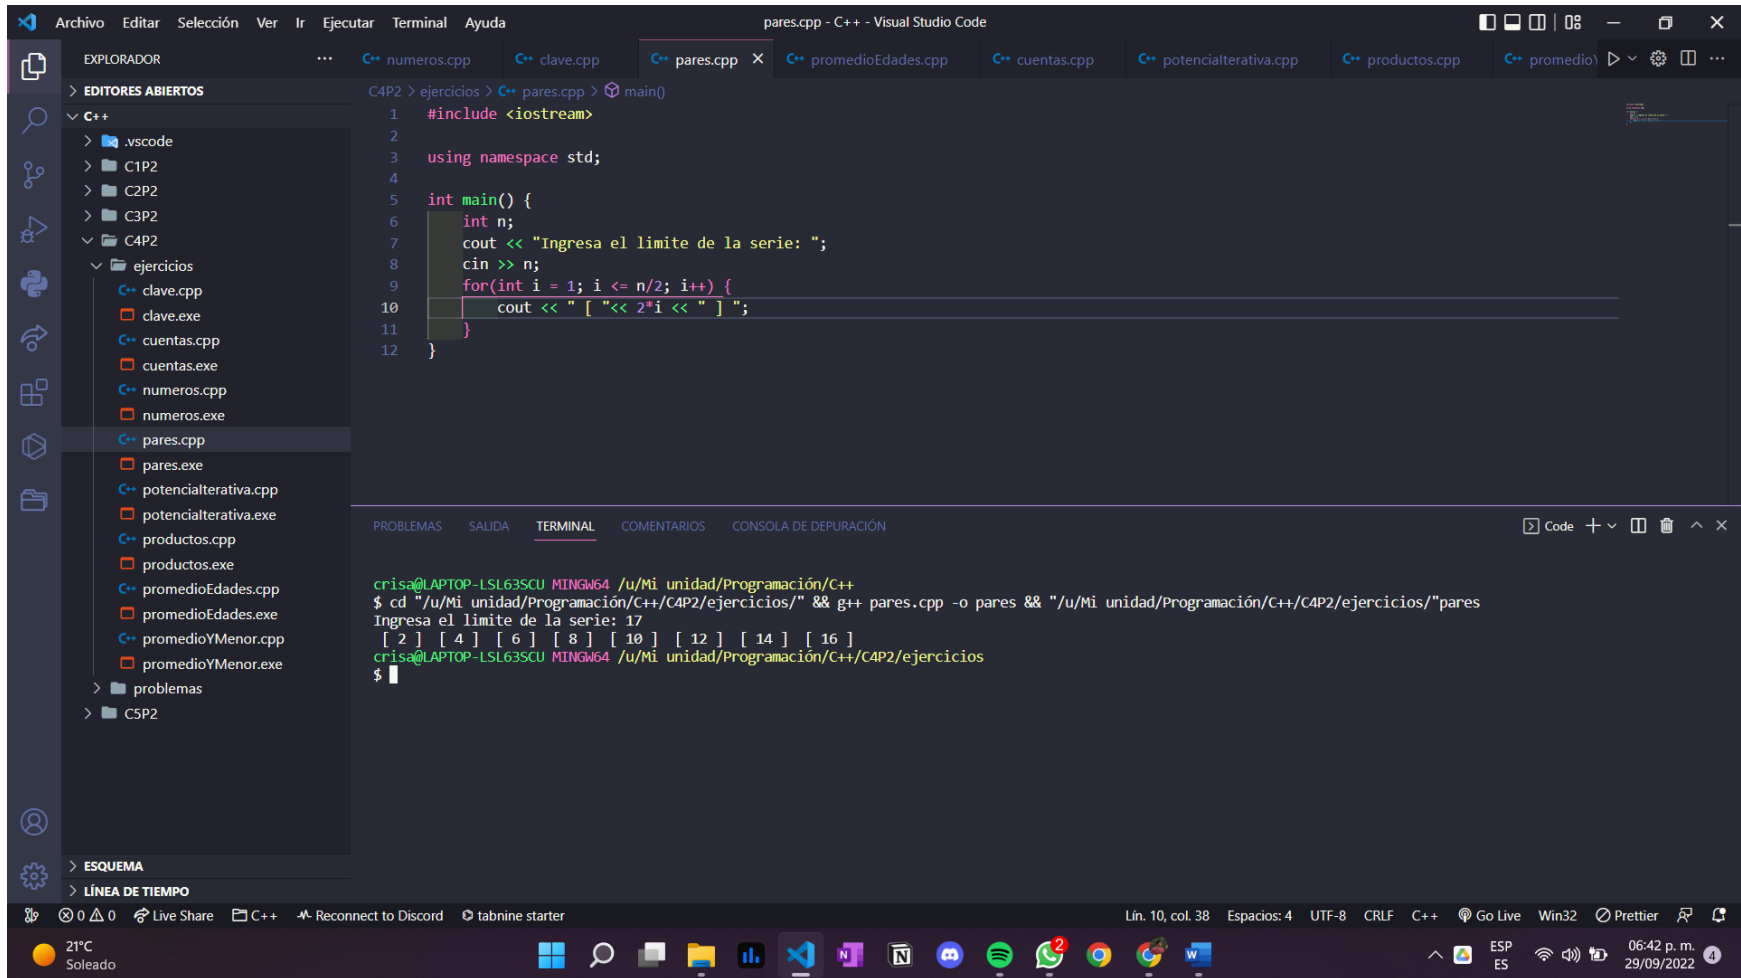 Archivo Editar Selección Ver Ir Ejecutar Terminal Ayuda
pares.cpp - C++ - Visual Studio Code
EXPLORADOR
EDITORES ABIERTOS
C++
.vscode
C1P2
C2P2
C3P2
C4P2
ejercicios
clave.cpp
clave.exe
cuentas.cpp
cuentas.exe
numeros.cpp
numeros.exe
pares.cpp
pares.exe
potenciaIterativa.cpp
potenciaIterativa.exe
productos.cpp
productos.exe
promedioEdades.cpp
promedioEdades.exe
promedioYMenor.cpp
promedioYMenor.exe
problemas
C5P2
ESQUEMA
LÍNEA DE TIEMPO
numeros.cpp clave.cpp pares.cpp promedioEdades.cpp cuentas.cpp potenciaIterativa.cpp productos.cpp promedioY
C4P2 > ejercicios > pares.cpp > main()
1 #include <iostream>
2
3 using namespace std;
4
5 int main() {
6 int n;
7 cout << "Ingresa el limite de la serie: ";
8 cin >> n;
9 for(int i = 1; i <= n/2; i++) {
10 cout << " [ "<< 2*i << " ] ";
11 }
12 }
PROBLEMAS SALIDA TERMINAL COMENTARIOS CONSOLA DE DEPURACIÓN
Code
crisa@LAPTOP-LSL63SCU MINGW64 /u/Mi unidad/Programación/C++
$ cd "/u/Mi unidad/Programación/C++/C4P2/ejercicios/" && g++ pares.cpp -o pares && "/u/Mi unidad/Programación/C++/C4P2/ejercicios/"pares
Ingresa el limite de la serie: 17
[ 2 ] [ 4 ] [ 6 ] [ 8 ] [ 10 ] [ 12 ] [ 14 ] [ 16 ]
crisa@LAPTOP-LSL63SCU MINGW64 /u/Mi unidad/Programación/C++/C4P2/ejercicios
$
0 0 Live Share C++ Reconnect to Discord tabnine starter
Lín. 10, col. 38 Espacios: 4 UTF-8 CRLF C++ Go Live Win32 Prettier
21°C
Soleado
2
ESP
ES
06:42 p. m.
29/09/2022
4